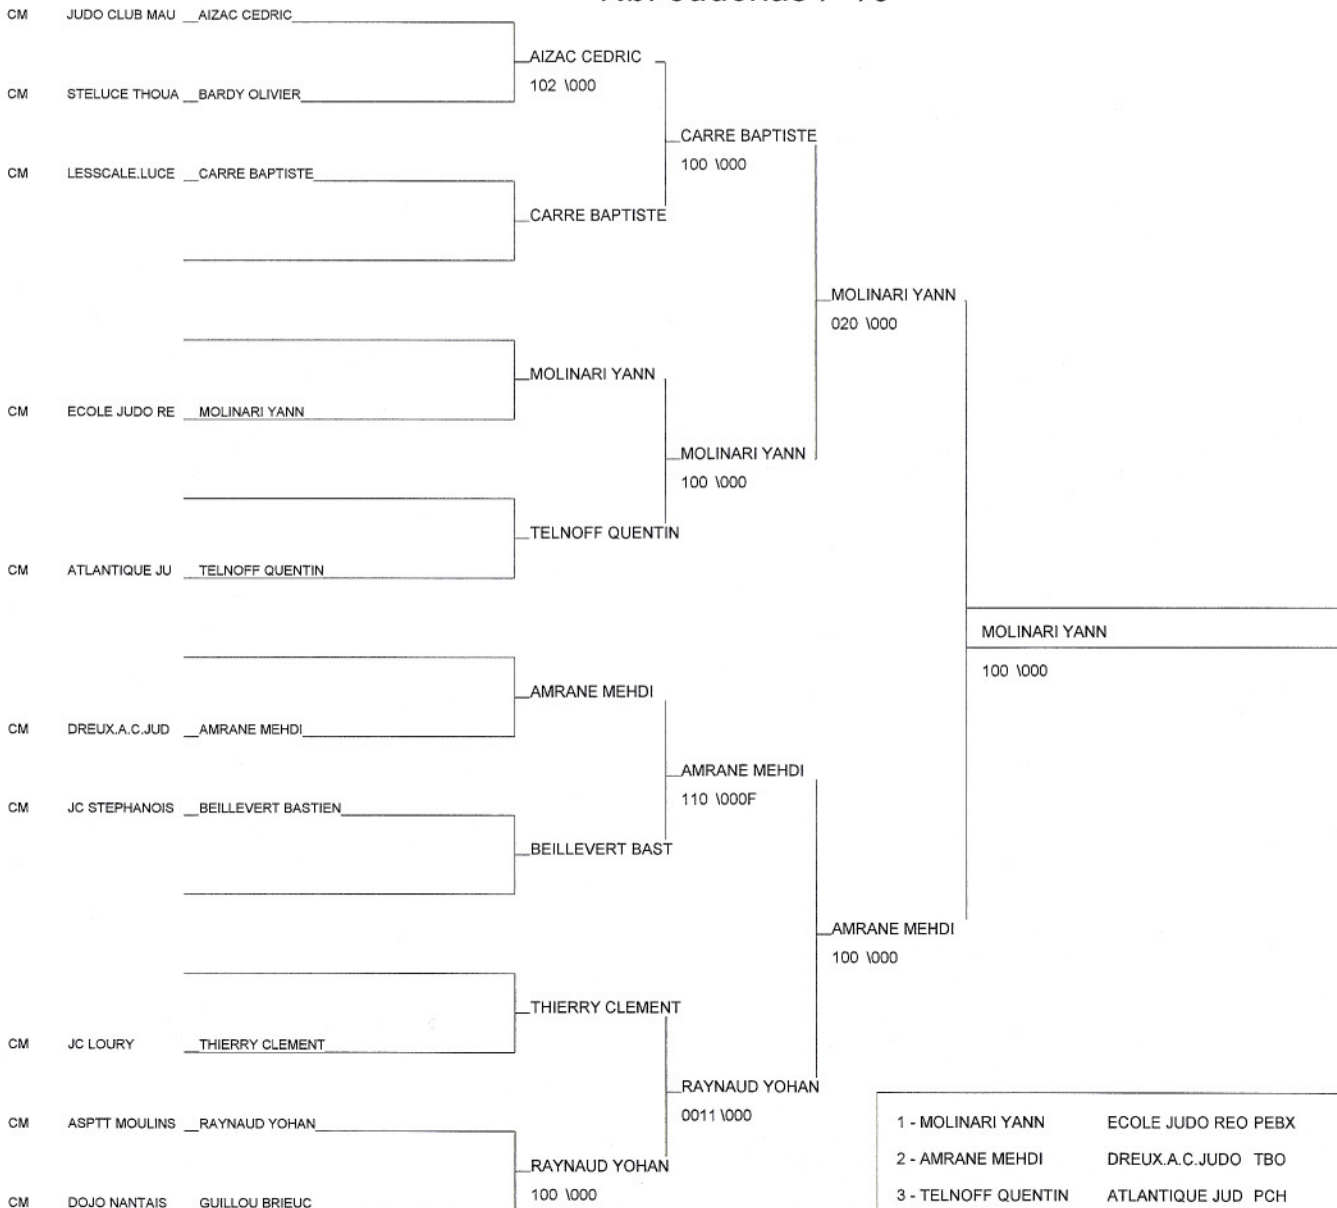 CM JUDO CLUB MAU AIZAC CEDRIC
AIZAC CEDRIC
102 \000
CM STELUCE THOUA BARDY OLIVIER
CARRE BAPTISTE
100 \000
CM LESSCALE.LUCE CARRE BAPTISTE
CARRE BAPTISTE
MOLINARI YANN
020 \000
MOLINARI YANN
CM ECOLE JUDO RE MOLINARI YANN
MOLINARI YANN
100 \000
TELNOFF QUENTIN
CM ATLANTIQUE JU TELNOFF QUENTIN
MOLINARI YANN
100 \000
AMRANE MEHDI
CM DREUX.A.C.JUD AMRANE MEHDI
AMRANE MEHDI
110 \000F
CM JC STEPHANOIS BEILLEVERT BASTIEN
BEILLEVERT BAST
AMRANE MEHDI
100 \000
THIERRY CLEMENT
CM JC LOURY THIERRY CLEMENT
RAYNAUD YOHAN
0011 \000
CM ASPTT MOULINS RAYNAUD YOHAN
RAYNAUD YOHAN
100 \000
CM DOJO NANTAIS GUILLOU BRIEUC
1 - MOLINARI YANN ECOLE JUDO REO PEBX
2 - AMRANE MEHDI DREUX.A.C.JUDO TBO
3 - TELNOFF QUENTIN ATLANTIQUE JUD PCH